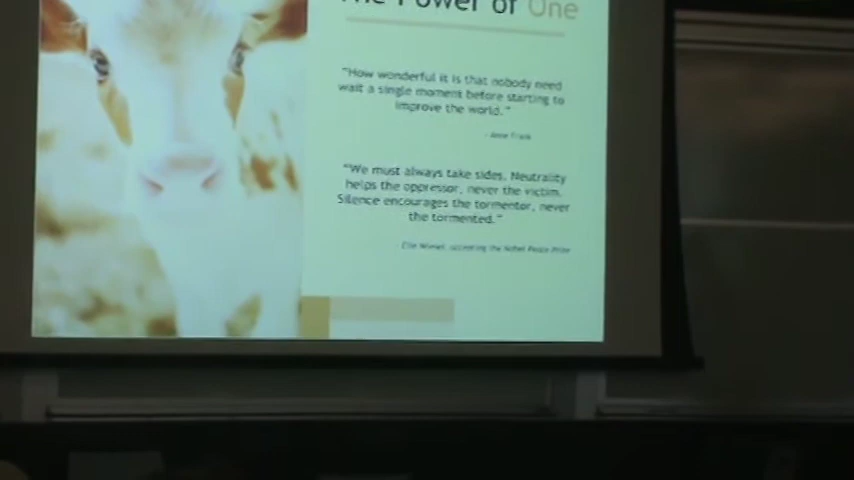 The Power of One
"How wonderful it is that nobody need
wait a single moment before starting to
improve the world."
- Anne Frank
"We must always take sides. Neutrality
helps the oppressor, never the victim.
Silence encourages the tormentor, never
the tormented."
Elie Wiesel, accepting the Nobel Peace Prize